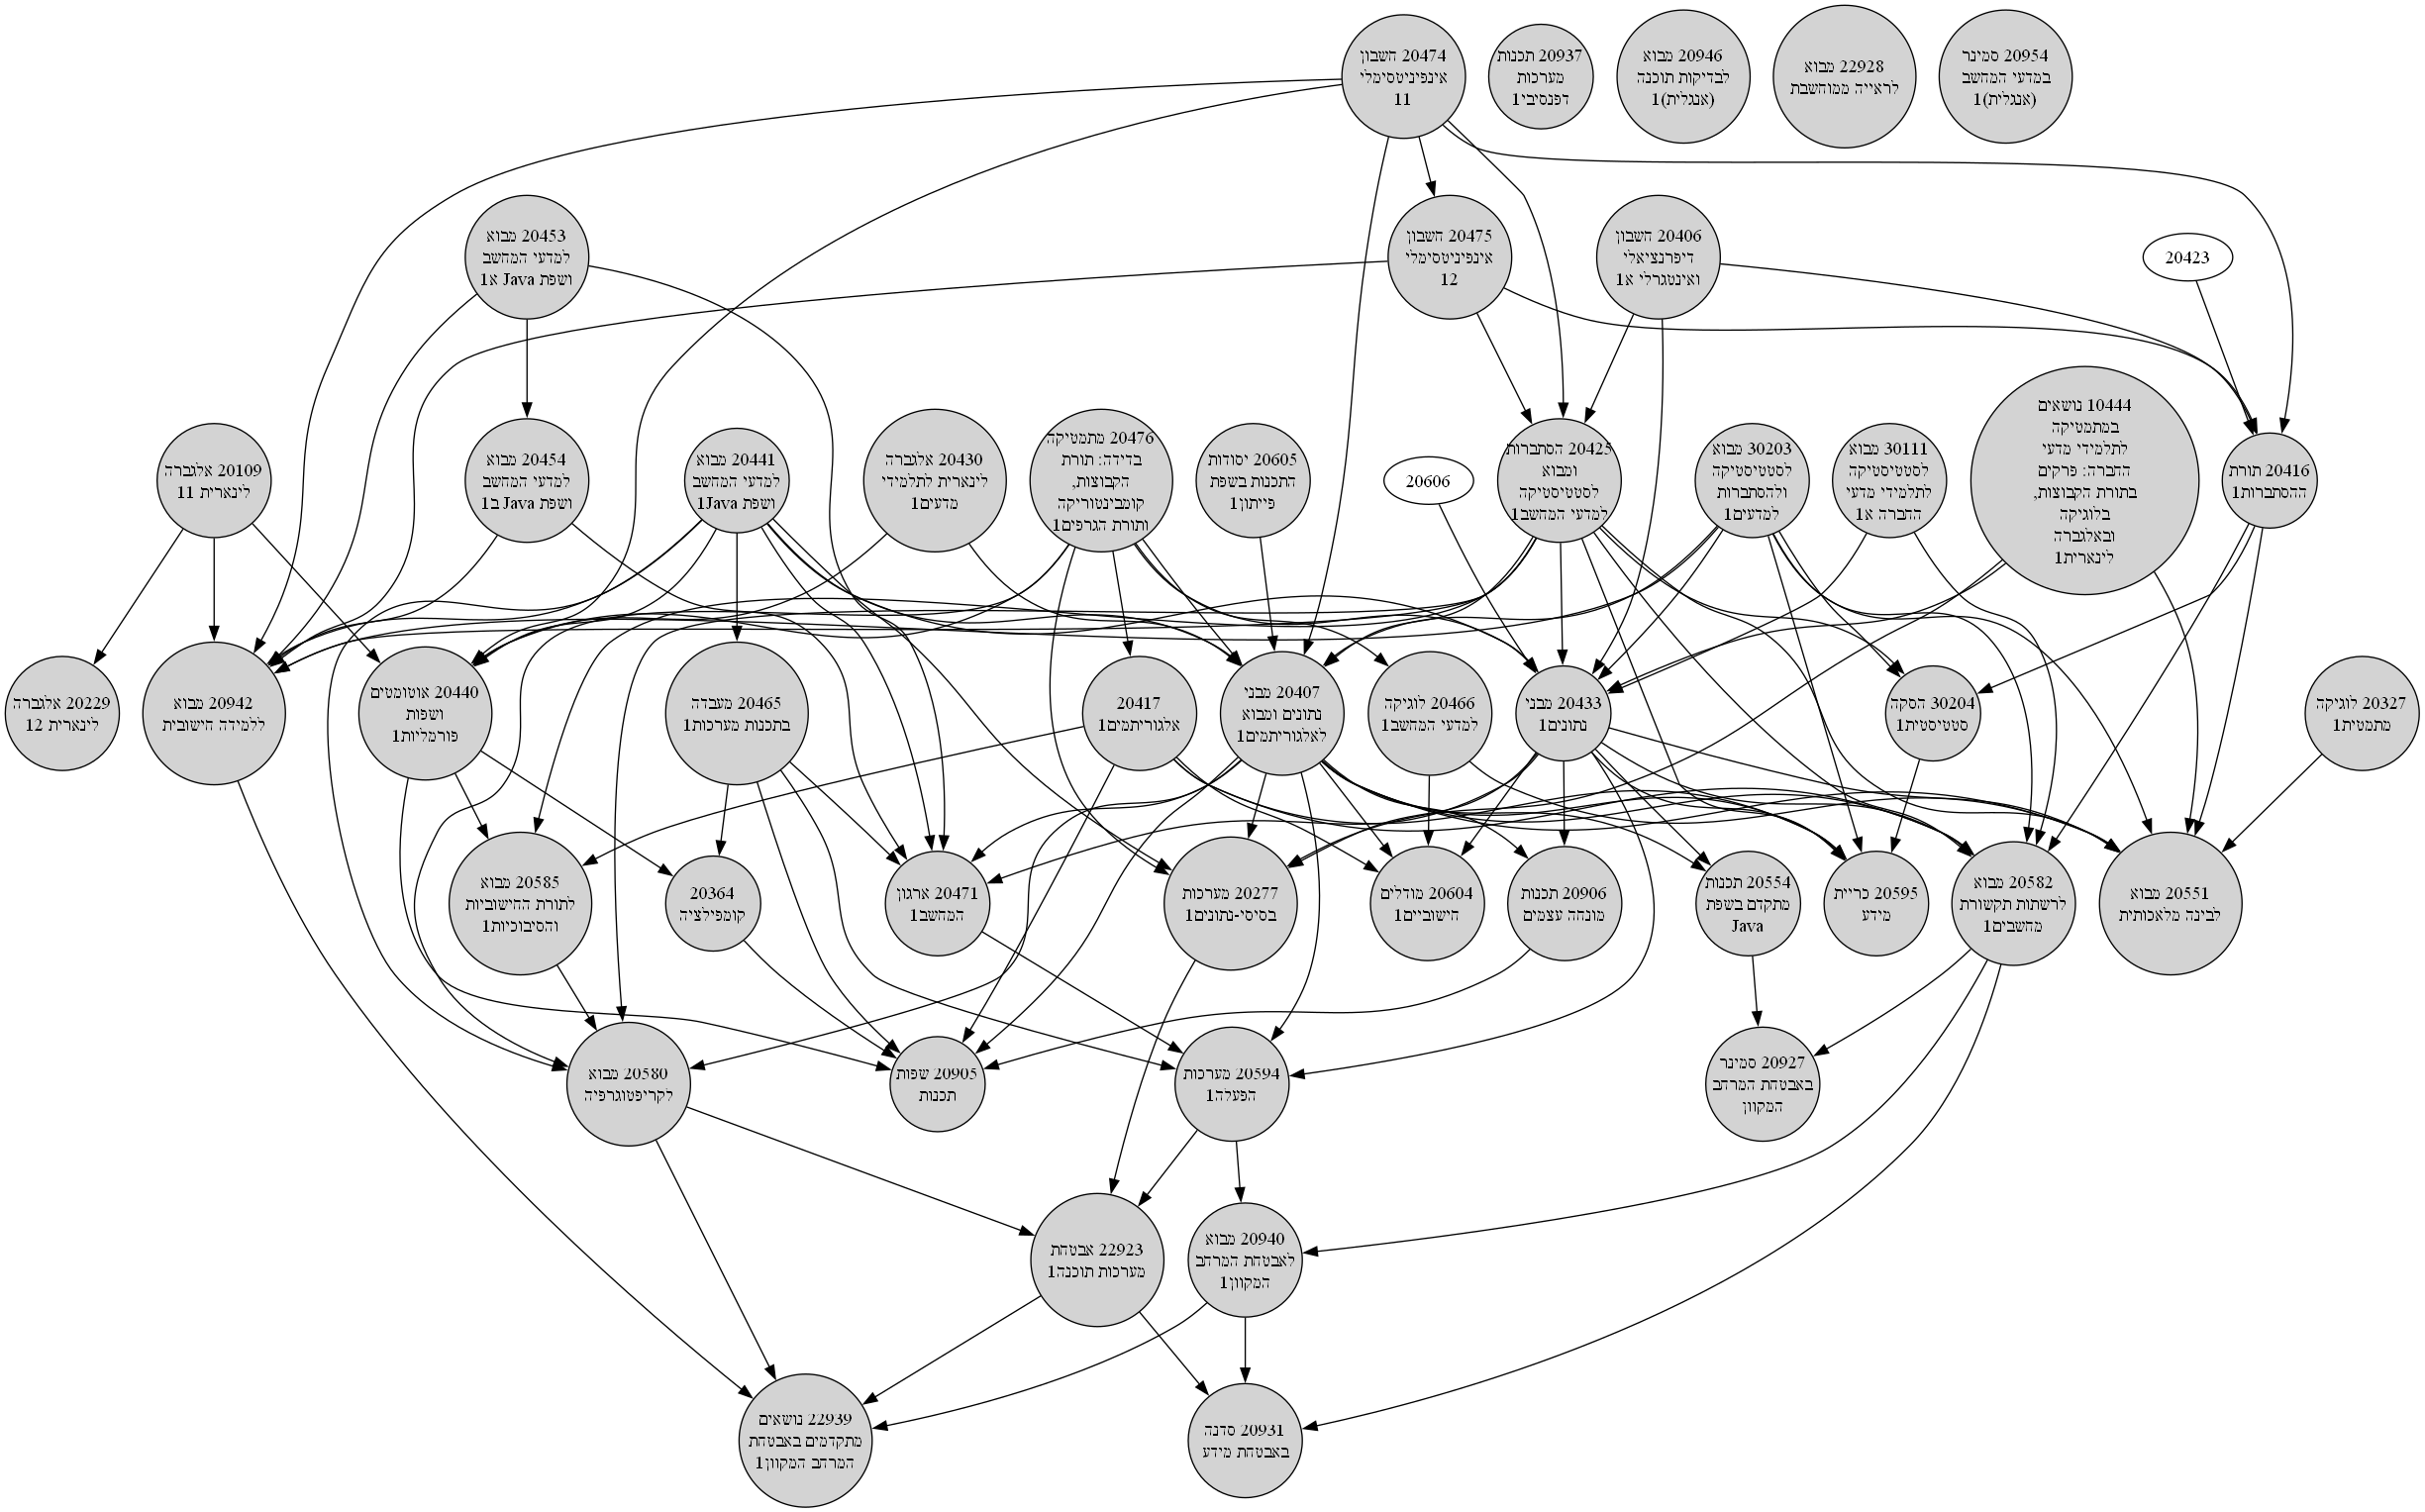 20474 חשבון
אינפיניטסימלי
11
20937 תכנות
מערכות
דפנסיבי1
20946 מבוא
לבדיקות תוכנה
(אנגלית)1
22928 מבוא
לראייה ממוחשבת
20954 סמינר
במדעי המחשב
(אנגלית)1
20453 מבוא
למדעי המחשב
ושפת Java א1
20475 חשבון
אינפיניטסימלי
12
20406 חשבון
דיפרנציאלי
ואינטגרלי א1
20423
20109 אלגברה
לינארית 11
20454 מבוא
למדעי המחשב
ושפת Java ב1
20441 מבוא
למדעי המחשב
ושפת Java1
20430 אלגברה
לינארית לתלמידי
מדעים1
20476 מתמטיקה
בדידה: תורת
הקבוצות,
קומבינטוריקה
ותורת הגרפים1
20605 יסודות
התכנות בשפת
פייתון1
20606
20425 הסתברות
ומבוא
לסטטיסטיקה
למדעי המחשב1
30203 מבוא
לסטטיסטיקה
ולהסתברות
למדעים1
30111 מבוא
לסטטיסטיקה
לתלמידי מדעי
החברה א1
10444 נושאים
במתמטיקה
לתלמידי מדעי
החברה: פרקים
בתורת הקבוצות,
בלוגיקה
ובאלגברה
לינארית1
20416 תורת
ההסתברות1
20229 אלגברה
לינארית 12
20942 מבוא
ללמידה חישובית
20440 אוטומטים
ושפות
פורמליות1
20465 מעבדה
בתכנות מערכות1
20417
אלגוריתמים1
20407 מבני
נתונים ומבוא
לאלגוריתמים1
20466 לוגיקה
למדעי המחשב1
20433 מבני
נתונים1
30204 הסקה
סטטיסטית1
20327 לוגיקה
מתמטית1
20585 מבוא
לתורת החישוביות
והסיבוכיות1
20364
קומפילציה
20471 ארגון
המחשב1
20277 מערכות
בסיסי-נתונים1
20604 מודלים
חישוביים1
20906 תכנות
מונחה עצמים
20554 תכנות
מתקדם בשפת
Java
20595 כריית
מידע
20582 מבוא
לרשתות תקשורת
מחשבים1
20551 מבוא
לבינה מלאכותית
20580 מבוא
לקריפטוגרפיה
20905 שפות
תכנות
20594 מערכות
הפעלה1
20927 סמינר
באבטחת המרחב
המקוון
22923 אבטחת
מערכות תוכנה1
20940 מבוא
לאבטחת המרחב
המקוון1
22939 נושאים
מתקדמים באבטחת
המרחב המקוון1
20931 סדנה
באבטחת מידע